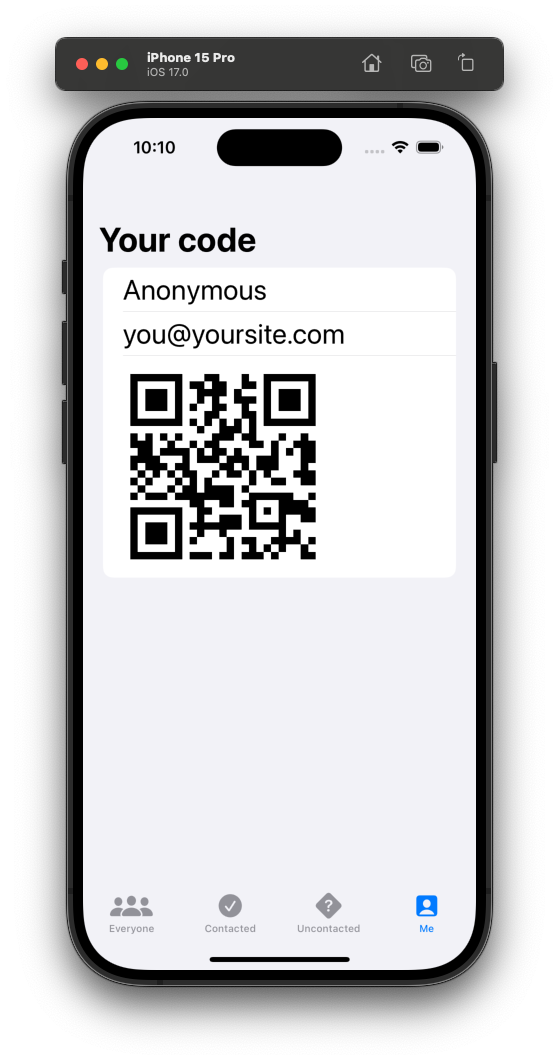 iPhone 15 Pro
iOS 17.0
10:10
Your code
Anonymous
you@yoursite.com
?
Everyone
Contacted
Uncontacted
Me